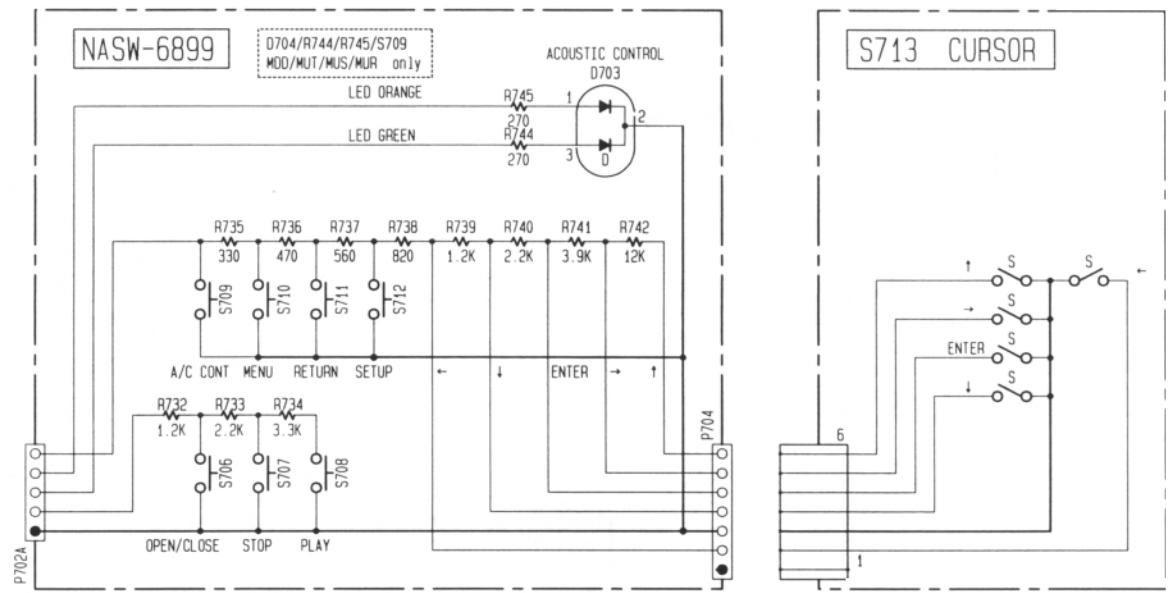 NASW-6899
D704/R744/R745/S709
MDD/MUT/MUS/MUR only
ACOUSTIC CONTROL
D703
LED ORANGE
R745
270
1
2
LED GREEN
R744
270
3
D
R735 R736 R737 R738 R739 R740 R741 R742
330 470 560 820 1.2K 2.2K 3.9K 12K
S709 S710 S711 S712
A/C CONT MENU RETURN SETUP ← ↓ ENTER → ↑
R732 R733 R734
1.2K 2.2K 3.3K
S706 S707 S708
OPEN/CLOSE STOP PLAY
P702A
P704
S713 CURSOR
↑ S S ←
→ S
ENTER S
↓ S
6
1